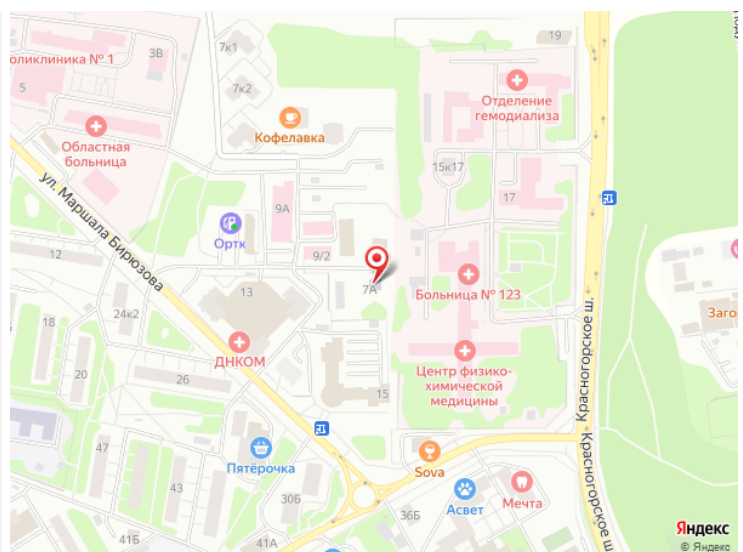 7к1
19
3В
оликлиника № 1
5
7к2
Отделение
гемодиализа
Кофелавка
Областная
больница
15к17
17
ул. Маршала Бирюзова
9А
Ортк
9/2
12
13
7А
Больница № 123
Красногорское ш.
Заго
24к2
18
ДНКОМ
20
26
Центр физико-
химической
медицины
15
47
Пятёрочка
Sova
Красногорское ш
43
30Б
Асвет
Мечта
36Б
41А
Яндекс
© Яндекс